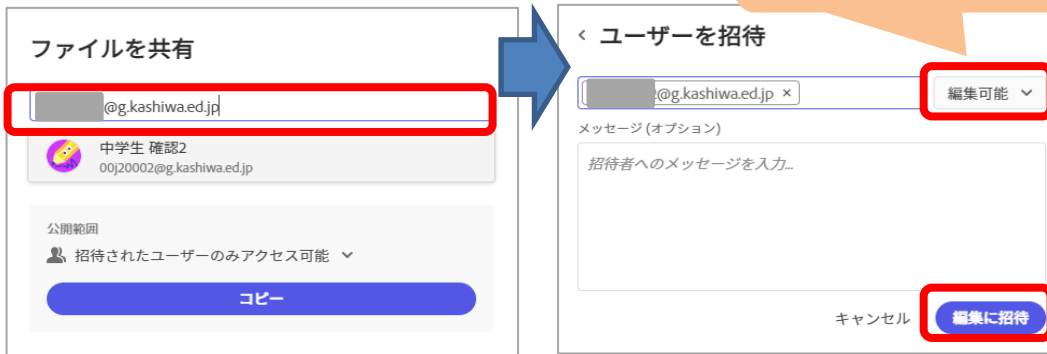 ファイルを共有
@g.kashiwa.ed.jp
中学生 確認2
00j20002@g.kashiwa.ed.jp
公開範囲
招待されたユーザーのみアクセス可能
コピー
< ユーザーを招待
@g.kashiwa.ed.jp ×
編集可能
メッセージ (オプション)
招待者へのメッセージを入力...
キャンセル
編集に招待